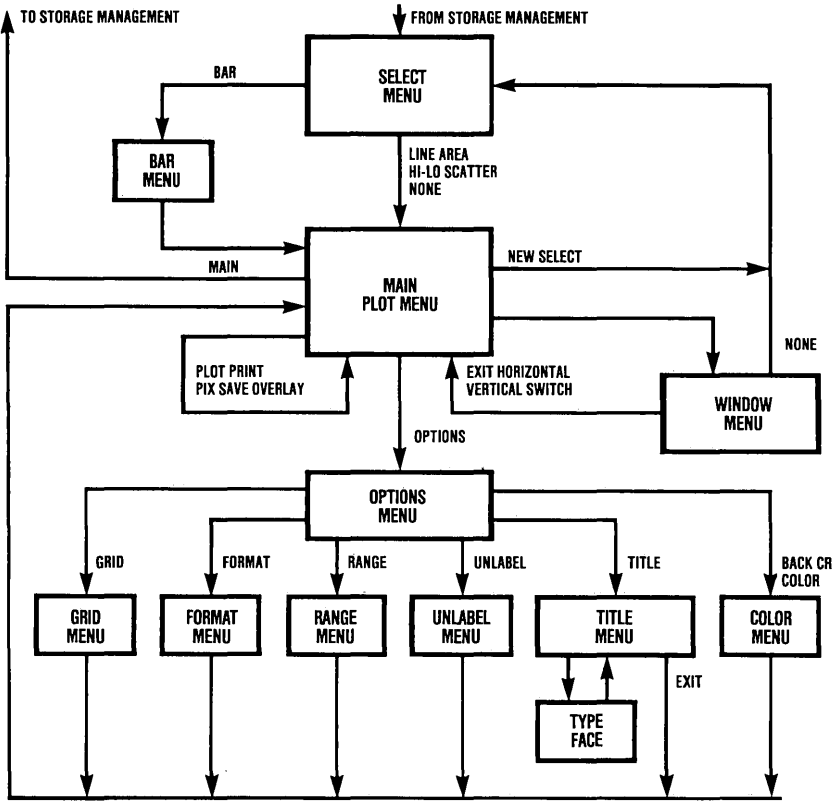 TO STORAGE MANAGEMENT
FROM STORAGE MANAGEMENT
SELECT
MENU
BAR
BAR
MENU
LINE AREA
HI-LO SCATTER
NONE
MAIN
MAIN
PLOT MENU
NEW SELECT
PLOT PRINT
PIX SAVE OVERLAY
EXIT HORIZONTAL
VERTICAL SWITCH
NONE
WINDOW
MENU
OPTIONS
OPTIONS
MENU
GRID
FORMAT
RANGE
UNLABEL
TITLE
BACK CR
COLOR
GRID
MENU
FORMAT
MENU
RANGE
MENU
UNLABEL
MENU
TITLE
MENU
COLOR
MENU
EXIT
TYPE
FACE